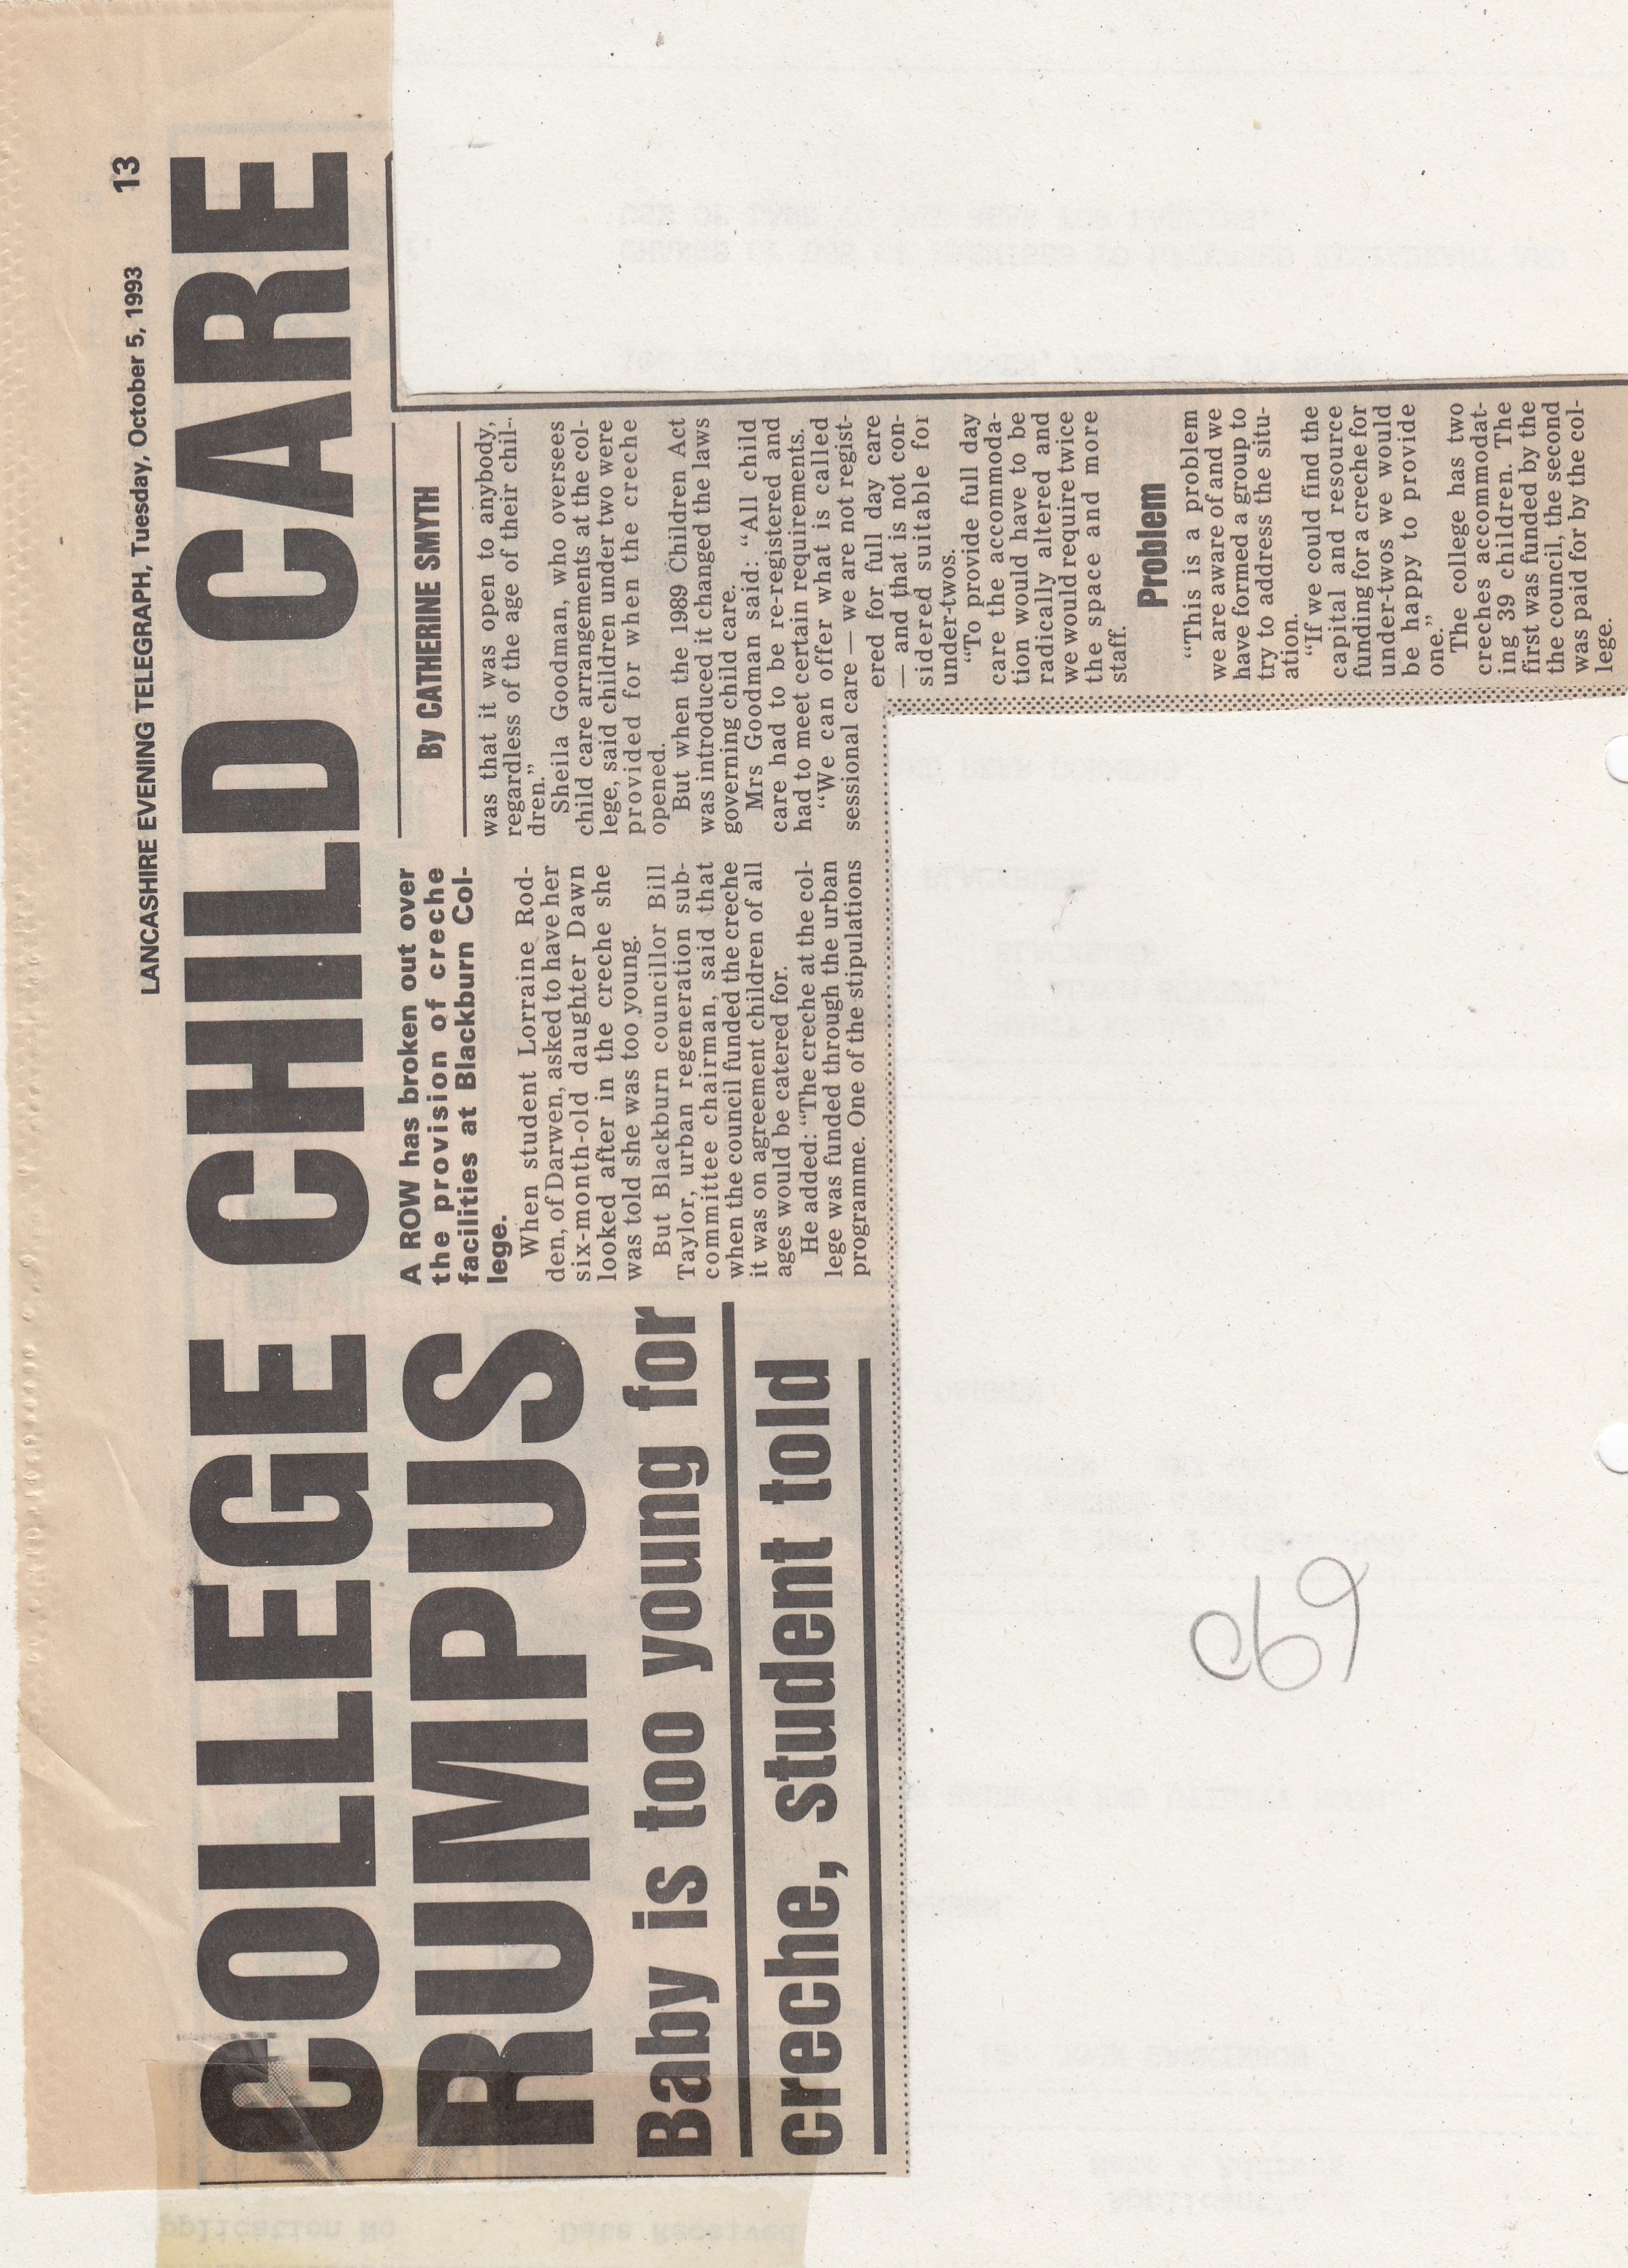 LANCASHIRE EVENING TELEGRAPH, Tuesday, October 5, 1993 13
COLLEGE CHILD CARE
RUMPUS
Baby is too young for
creche, student told
A ROW has broken out over
the provision of creche
facilities at Blackburn Col-
lege.
When student Lorraine Rod-
den, of Darwen, asked to have her
six-month-old daughter Dawn
looked after in the creche she
was told she was too young.
But Blackburn councillor Bill
Taylor, urban regeneration sub-
committee chairman, said that
when the council funded the creche
it was on agreement children of all
ages would be catered for.
He added: “The creche at the col-
lege was funded through the urban
programme. One of the stipulations
By CATHERINE SMYTH
was that it was open to anybody,
regardless of the age of their chil-
dren.”
Sheila Goodman, who oversees
child care arrangements at the col-
lege, said children under two were
provided for when the creche
opened.
But when the 1989 Children Act
was introduced it changed the laws
governing child care.
Mrs Goodman said: “All child
care had to be re-registered and
had to meet certain requirements.
“We can offer what is called
sessional care — we are not regist-
ered for full day care
— and that is not con-
sidered suitable for
under-twos.
“To provide full day
care the accommoda-
tion would have to be
radically altered and
we would require twice
the space and more
staff.
Problem
“This is a problem
we are aware of and we
have formed a group to
try to address the situ-
ation.
“If we could find the
capital and resource
funding for a creche for
under-twos we would
be happy to provide
one.”
The college has two
creches accommodat-
ing 39 children. The
first was funded by the
the council, the second
was paid for by the col-
lege.